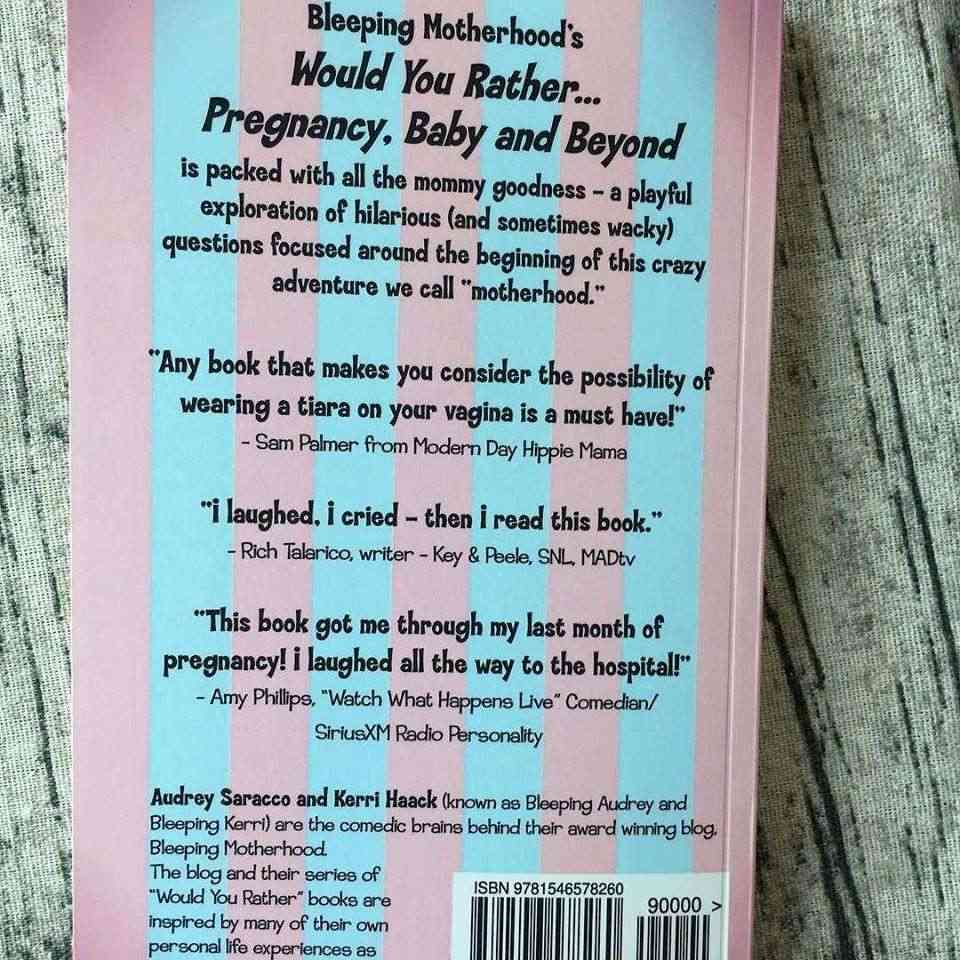 Bleeping Motherhood's
Would You Rather...
Pregnancy, Baby and Beyond
is packed with all the mommy goodness – a playful
exploration of hilarious (and sometimes wacky)
questions focused around the beginning of this crazy
adventure we call "motherhood."
"Any book that makes you consider the possibility of
wearing a tiara on your vagina is a must have!"
- Sam Palmer from Modern Day Hippie Mama
"i laughed, i cried – then i read this book."
- Rich Talarico, writer - Key & Peele, SNL, MADtv
"This book got me through my last month of
pregnancy! i laughed all the way to the hospital!"
- Amy Phillips, "Watch What Happens Live" Comedian/
SiriusXM Radio Personality
Audrey Saracco and Kerri Haack (known as Bleeping Audrey and
Bleeping Kerri) are the comedic brains behind their award winning blog,
Bleeping Motherhood.
The blog and their series of
"Would You Rather" books are
inspired by many of their own
personal life experiences as
ISBN 9781546578260
90000 >